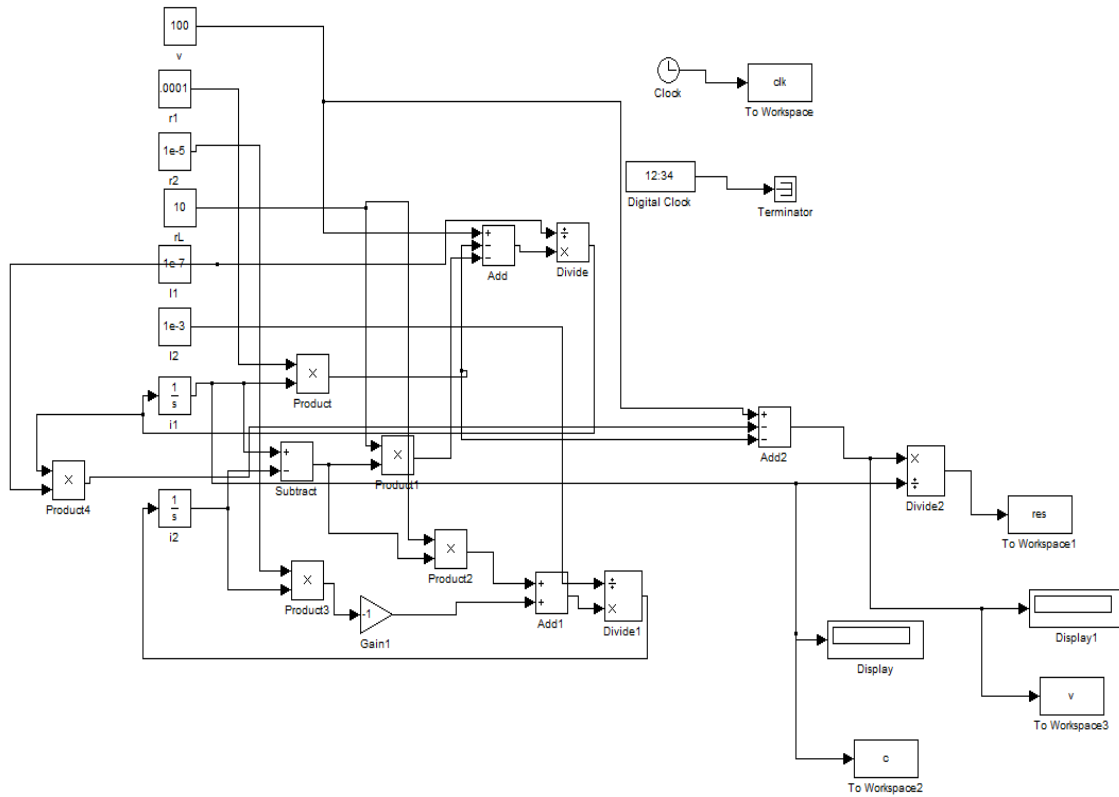 100
v
.0001
r1
1e-5
r2
10
rL
1e-7
l1
1e-3
l2
1
s
i1
1
s
i2
×
Product4
×
Product
+
−
Subtract
×
Product1
×
Product2
×
Product3
-1
Gain1
+
+
Add1
÷
×
Divide1
+
−
−
Add
÷
×
Divide
Clock
clk
To Workspace
12:34
Digital Clock
Terminator
+
−
−
Add2
×
÷
Divide2
res
To Workspace1
Display1
Display
v
To Workspace3
c
To Workspace2